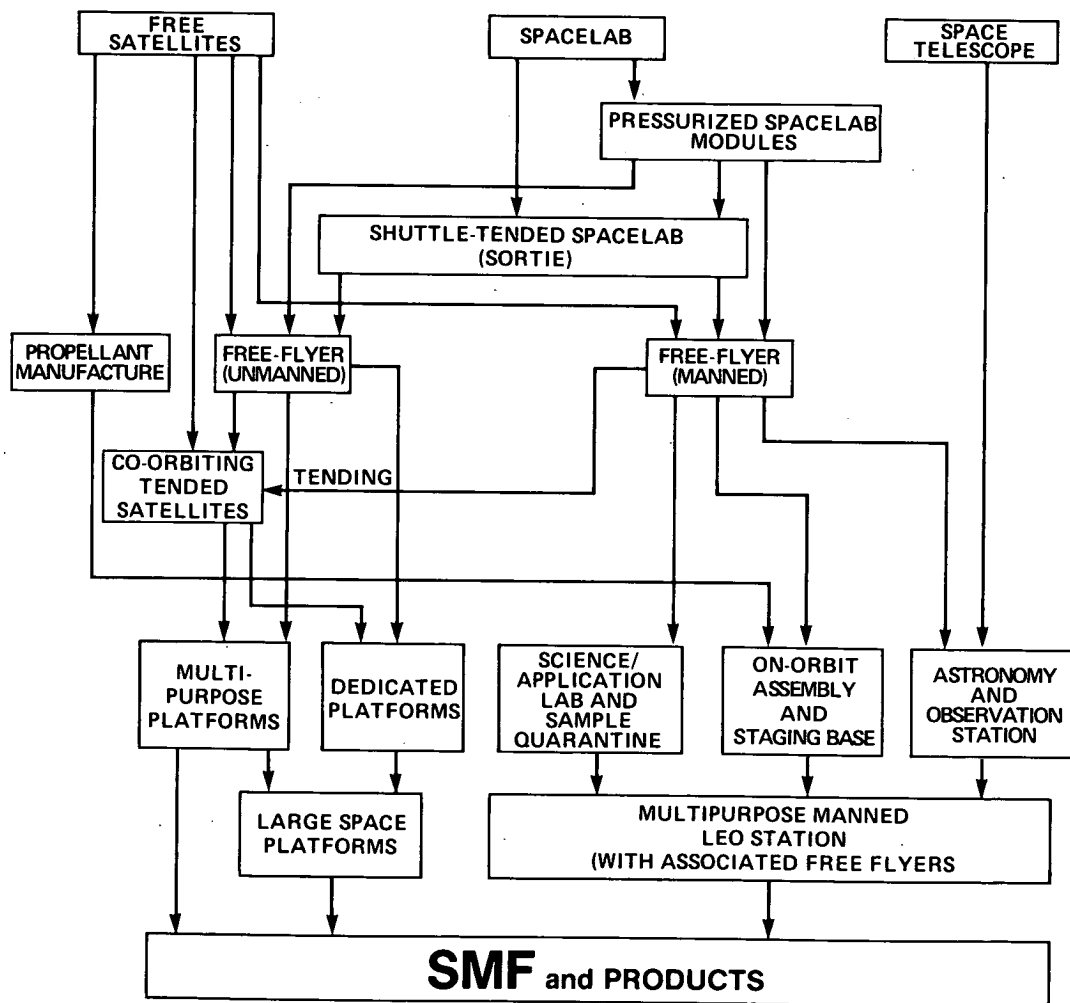 FREE
SATELLITES
SPACELAB
SPACE
TELESCOPE
PRESSURIZED SPACELAB
MODULES
SHUTTLE-TENDED SPACELAB
(SORTIE)
PROPELLANT
MANUFACTURE
FREE-FLYER
(UNMANNED)
FREE-FLYER
(MANNED)
CO-ORBITING
TENDED
SATELLITES
TENDING
MULTI-
PURPOSE
PLATFORMS
DEDICATED
PLATFORMS
SCIENCE/
APPLICATION
LAB AND
SAMPLE
QUARANTINE
ON-ORBIT
ASSEMBLY
AND
STAGING BASE
ASTRONOMY
AND
OBSERVATION
STATION
LARGE SPACE
PLATFORMS
MULTIPURPOSE MANNED
LEO STATION
(WITH ASSOCIATED FREE FLYERS
SMF and PRODUCTS